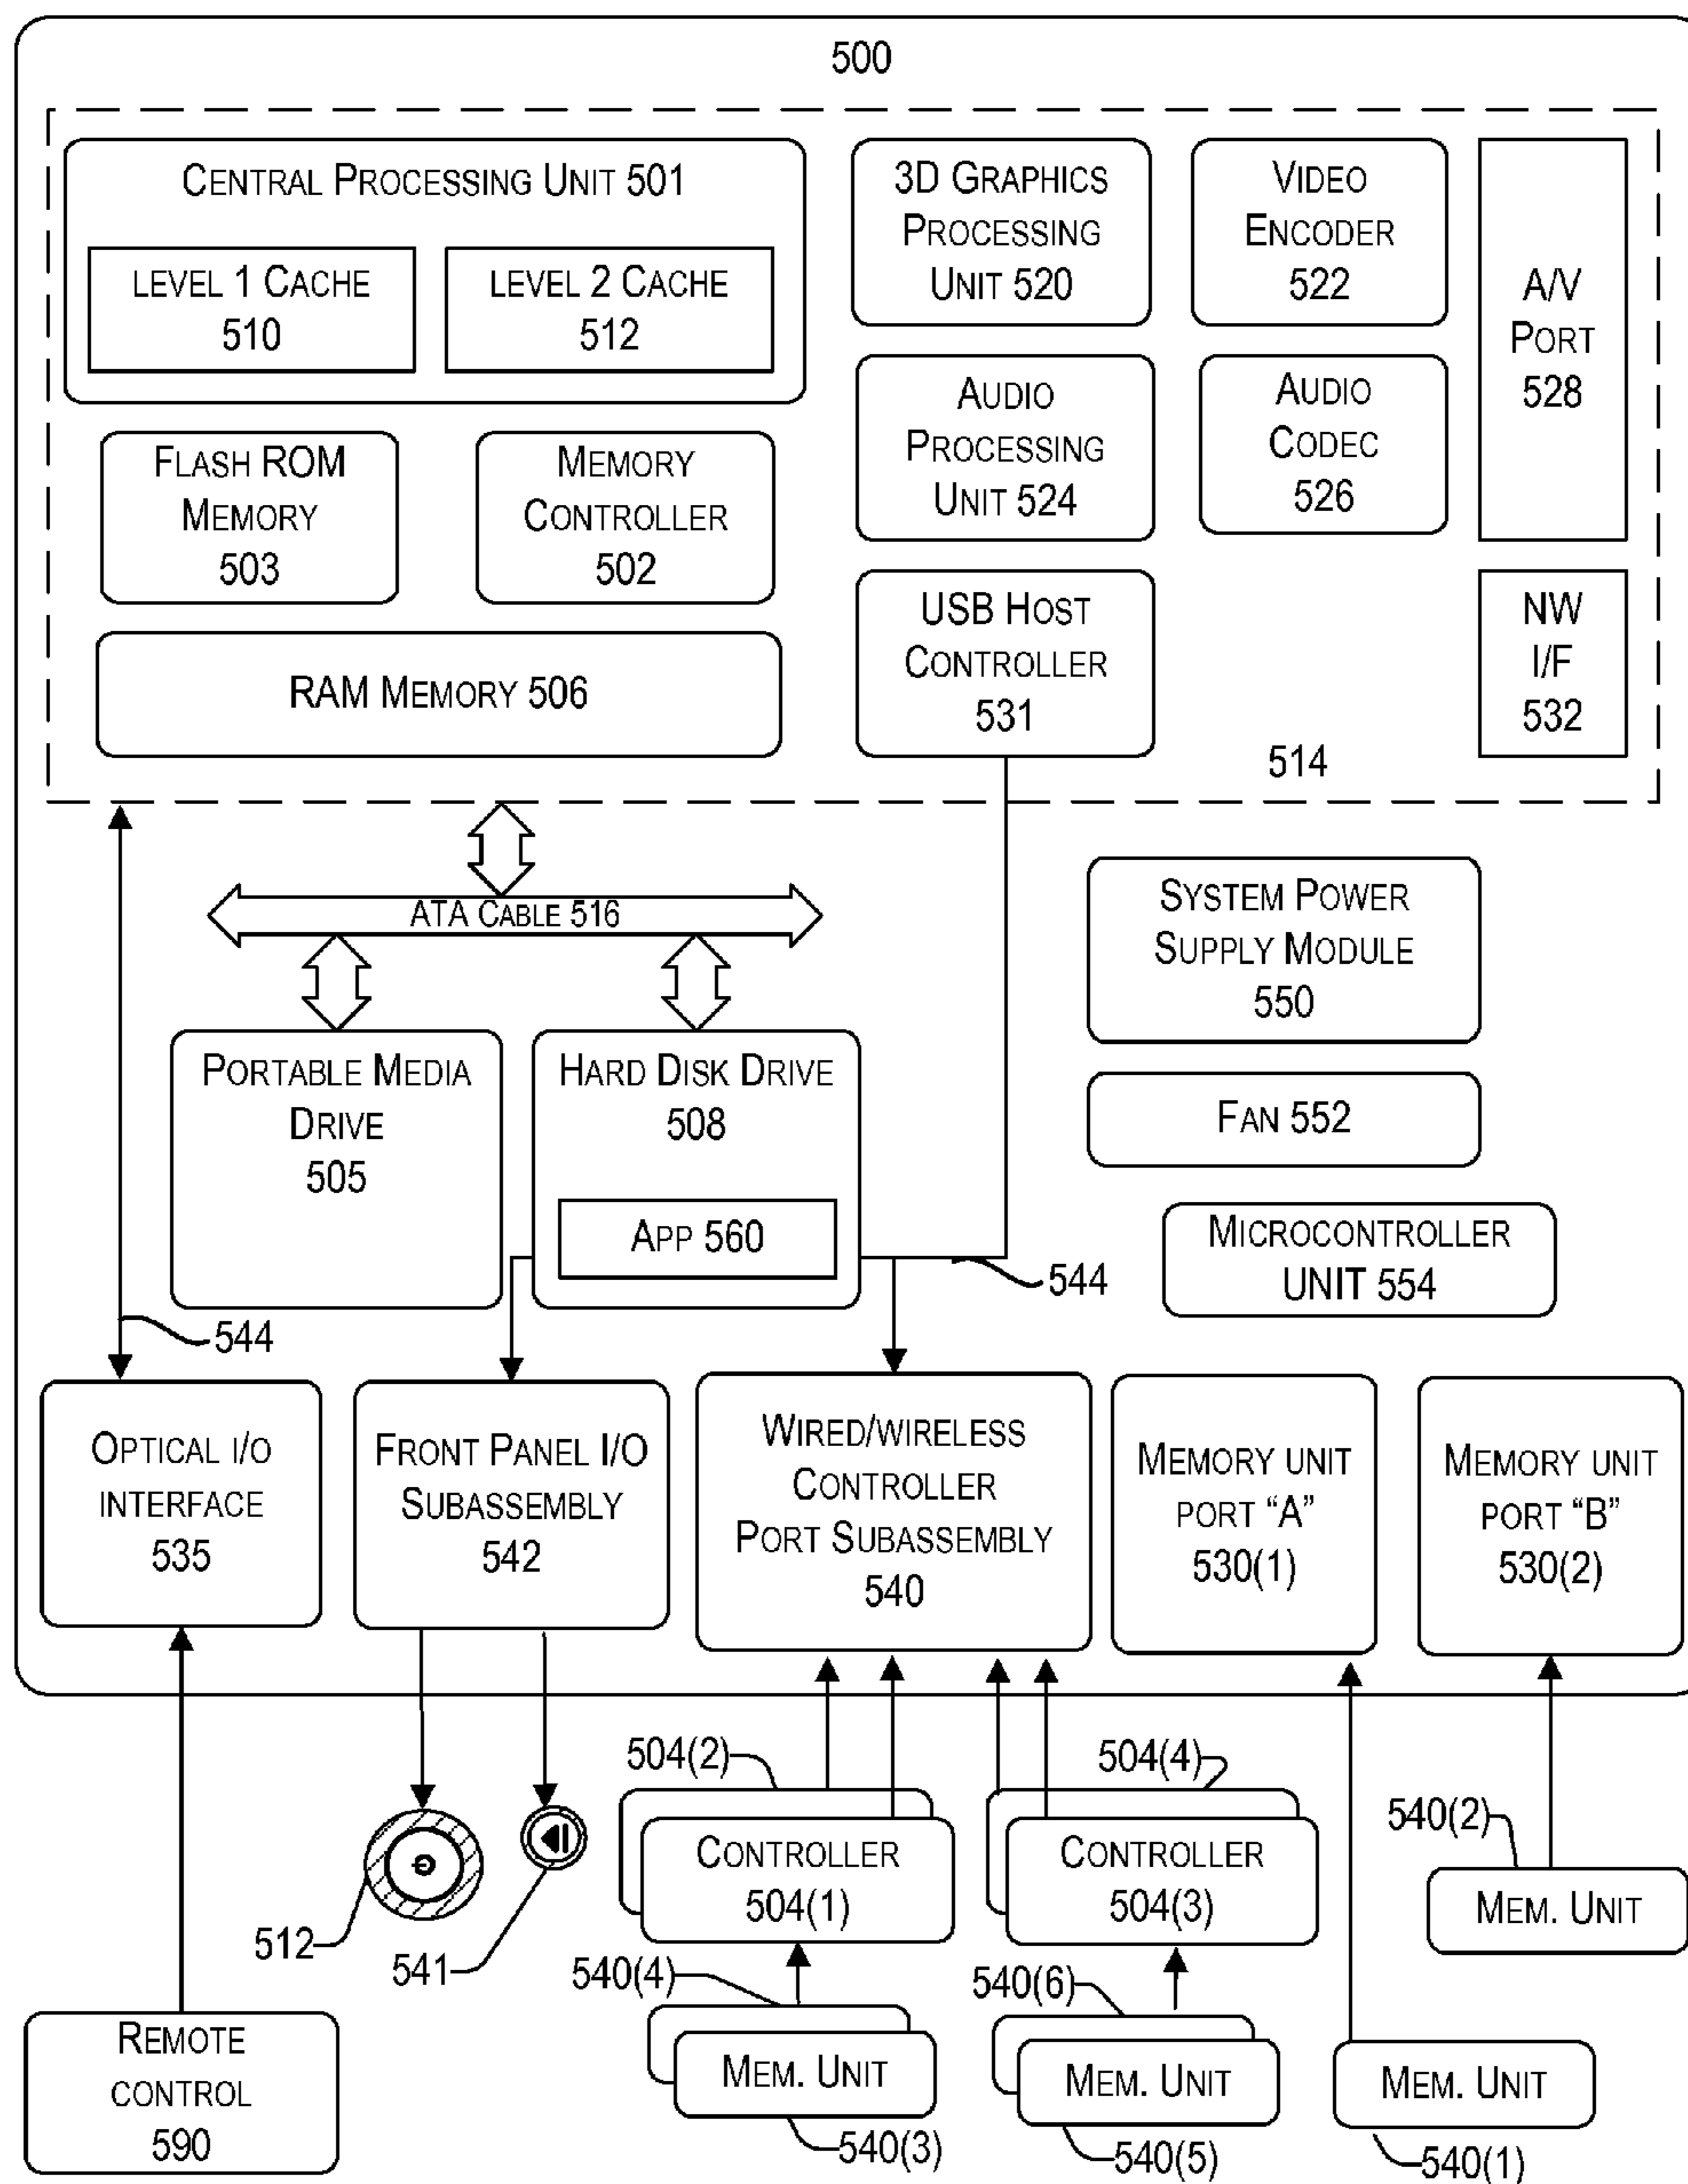 500
CENTRAL PROCESSING UNIT 501
LEVEL 1 CACHE
510
LEVEL 2 CACHE
512
3D GRAPHICS
PROCESSING
UNIT 520
VIDEO
ENCODER
522
A/V
PORT
528
AUDIO
PROCESSING
UNIT 524
AUDIO
CODEC
526
FLASH ROM
MEMORY
503
MEMORY
CONTROLLER
502
USB HOST
CONTROLLER
531
NW
I/F
532
RAM MEMORY 506
514
ATA CABLE 516
SYSTEM POWER
SUPPLY MODULE
550
PORTABLE MEDIA
DRIVE
505
HARD DISK DRIVE
508
APP 560
FAN 552
MICROCONTROLLER
UNIT 554
544
544
OPTICAL I/O
INTERFACE
535
FRONT PANEL I/O
SUBASSEMBLY
542
WIRED/WIRELESS
CONTROLLER
PORT SUBASSEMBLY
540
MEMORY UNIT
PORT “A”
530(1)
MEMORY UNIT
PORT “B”
530(2)
504(2)
504(4)
CONTROLLER
504(1)
CONTROLLER
504(3)
540(2)
MEM. UNIT
512
541
540(4)
540(6)
REMOTE
CONTROL
590
MEM. UNIT
MEM. UNIT
MEM. UNIT
540(3)
540(5)
540(1)